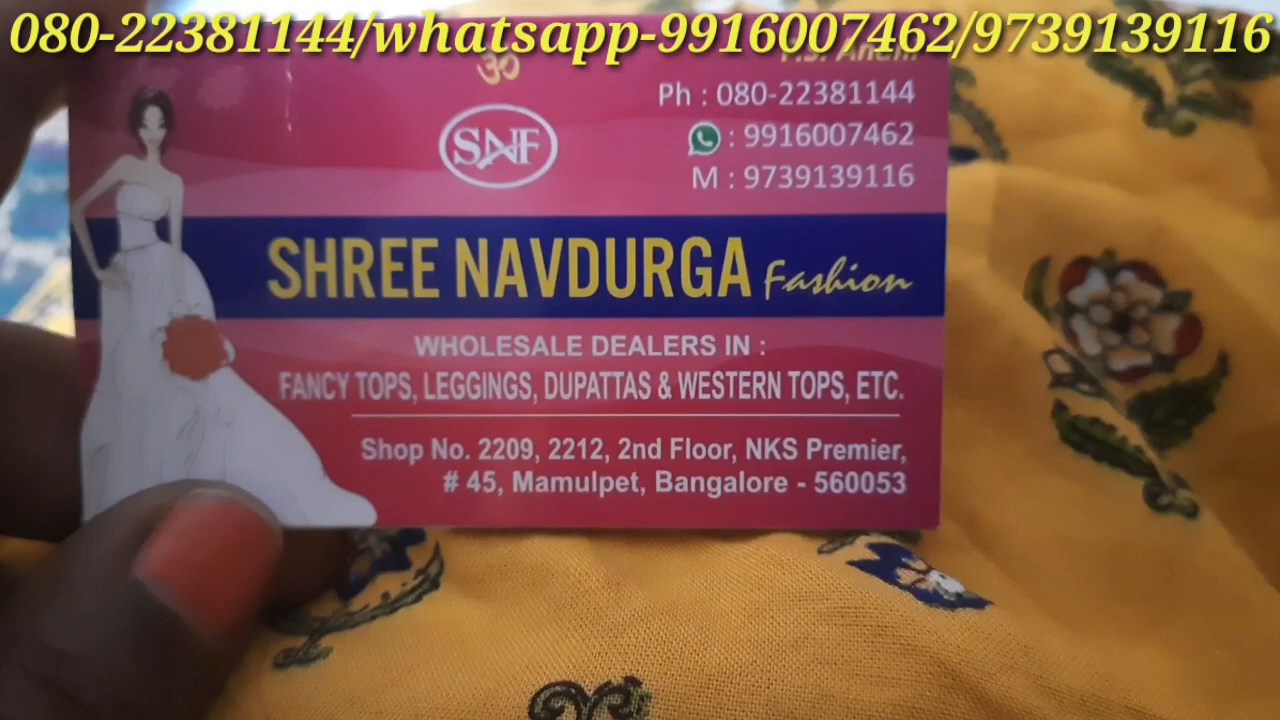 080-22381144/whatsapp-9916007462/9739139116
ॐ
Ph : 080-22381144
SNF
: 9916007462
M : 9739139116
SHREE NAVDURGA Fashion
WHOLESALE DEALERS IN :
FANCY TOPS, LEGGINGS, DUPATTAS & WESTERN TOPS, ETC.
Shop No. 2209, 2212, 2nd Floor, NKS Premier,
# 45, Mamulpet, Bangalore - 560053